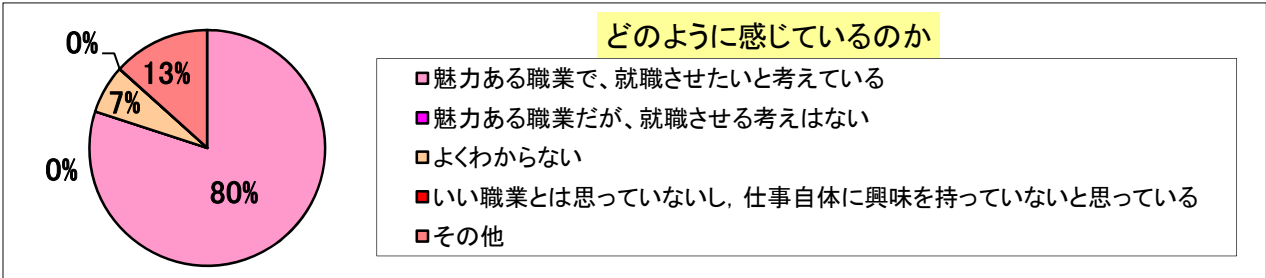 どのように感じているのか
0%
13%
7%
0%
80%
魅力ある職業で、就職させたいと考えている
魅力ある職業だが、就職させる考えはない
よくわからない
いい職業とは思っていないし，仕事自体に興味を持っていないと思っている
その他